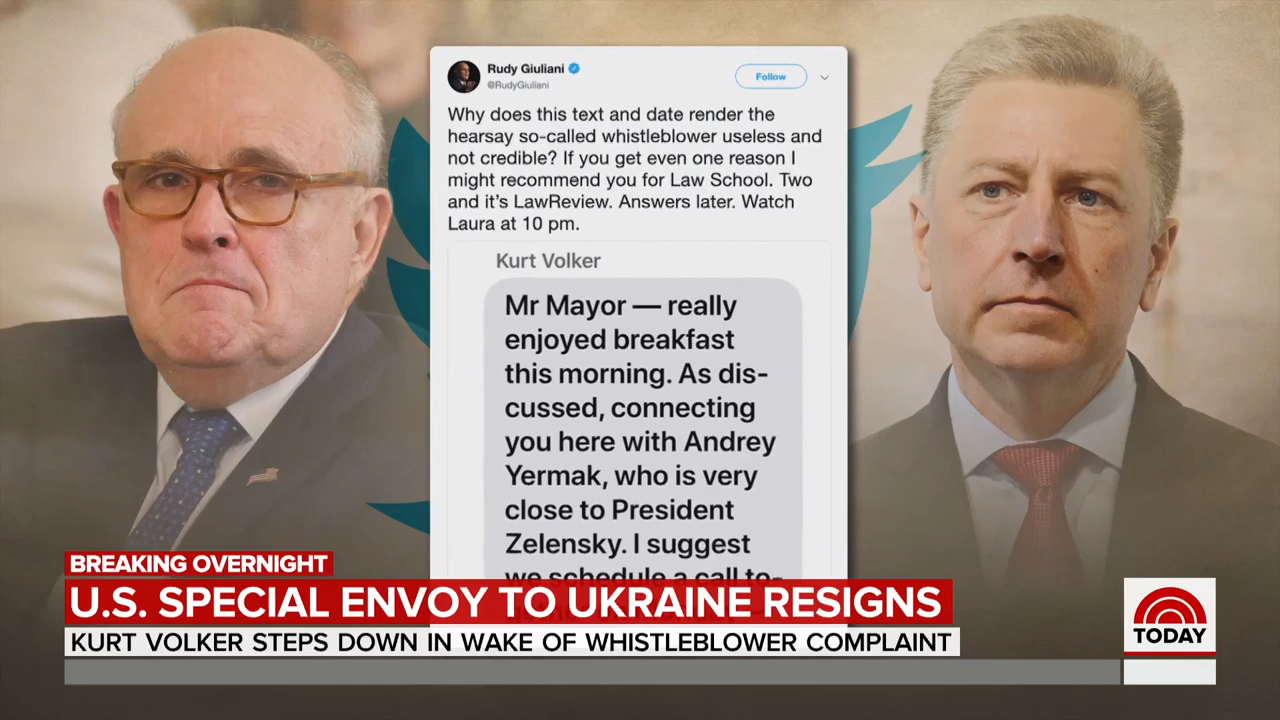 Rudy Giuliani
@RudyGiuliani
Follow
Why does this text and date render the
hearsay so-called whistleblower useless and
not credible? If you get even one reason I
might recommend you for Law School. Two
and it's LawReview. Answers later. Watch
Laura at 10 pm.
Kurt Volker
Mr Mayor — really
enjoyed breakfast
this morning. As dis-
cussed, connecting
you here with Andrey
Yermak, who is very
close to President
Zelensky. I suggest
we schedule a call to-
BREAKING OVERNIGHT
U.S. SPECIAL ENVOY TO UKRAINE RESIGNS
KURT VOLKER STEPS DOWN IN WAKE OF WHISTLEBLOWER COMPLAINT
TODAY